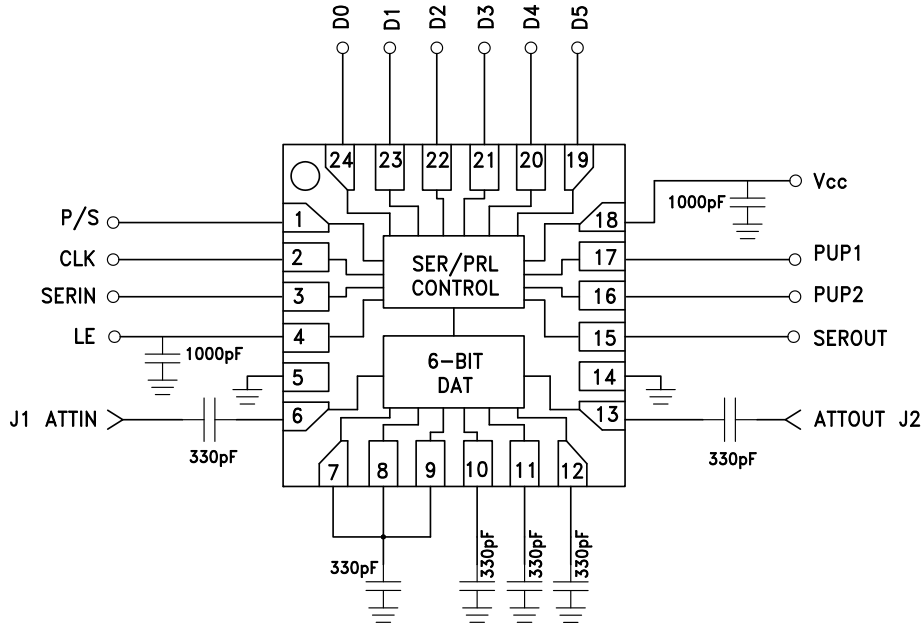 D0 D1 D2 D3 D4 D5
24 23 22 21 20 19
Vcc
1000pF
P/S 1 18
CLK 2 17 PUP1
SER/PRL
CONTROL
SERIN 3 16 PUP2
LE 4 15 SEROUT
1000pF
6-BIT
DAT
5 14
J1 ATTIN 6 13 ATTOUT J2
330pF 330pF
7 8 9 10 11 12
330pF 330pF 330pF 330pF